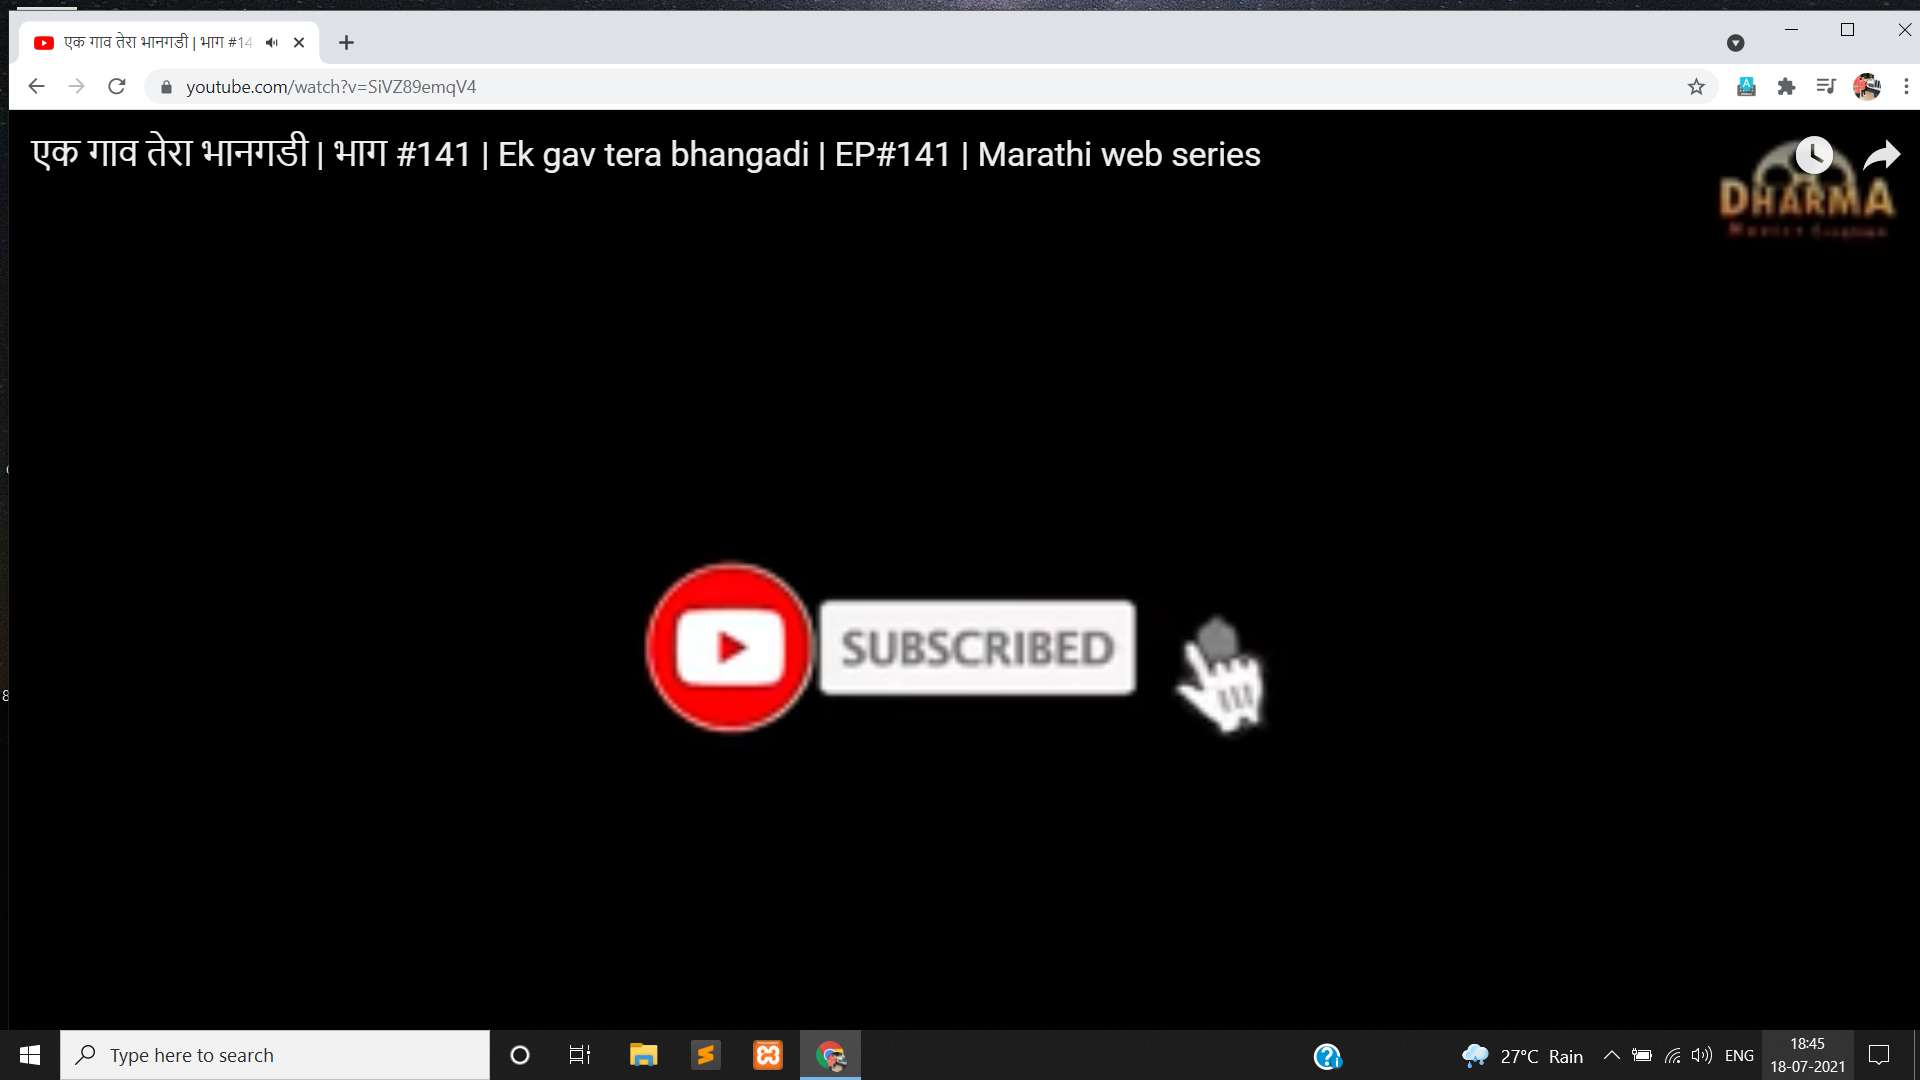 एक गाव तेरा भानगडी | भाग #14
youtube.com/watch?v=SiVZ89emqV4
एक गाव तेरा भानगडी | भाग #141 | Ek gav tera bhangadi | EP#141 | Marathi web series
DHARMA
SUBSCRIBED
8
Type here to search
27°C Rain
ENG
18:45
18-07-2021